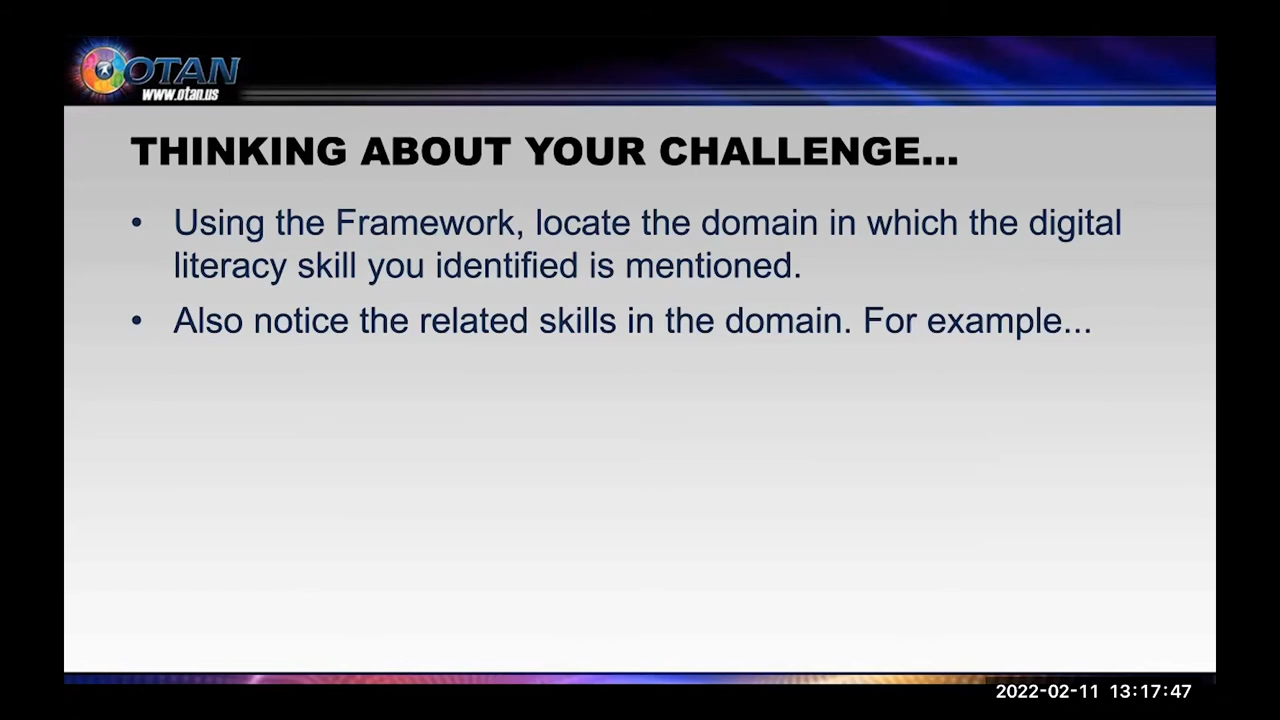 OTAN
www.otan.us
THINKING ABOUT YOUR CHALLENGE...
• Using the Framework, locate the domain in which the digital
literacy skill you identified is mentioned.
• Also notice the related skills in the domain. For example...
2022-02-11 13:17:47